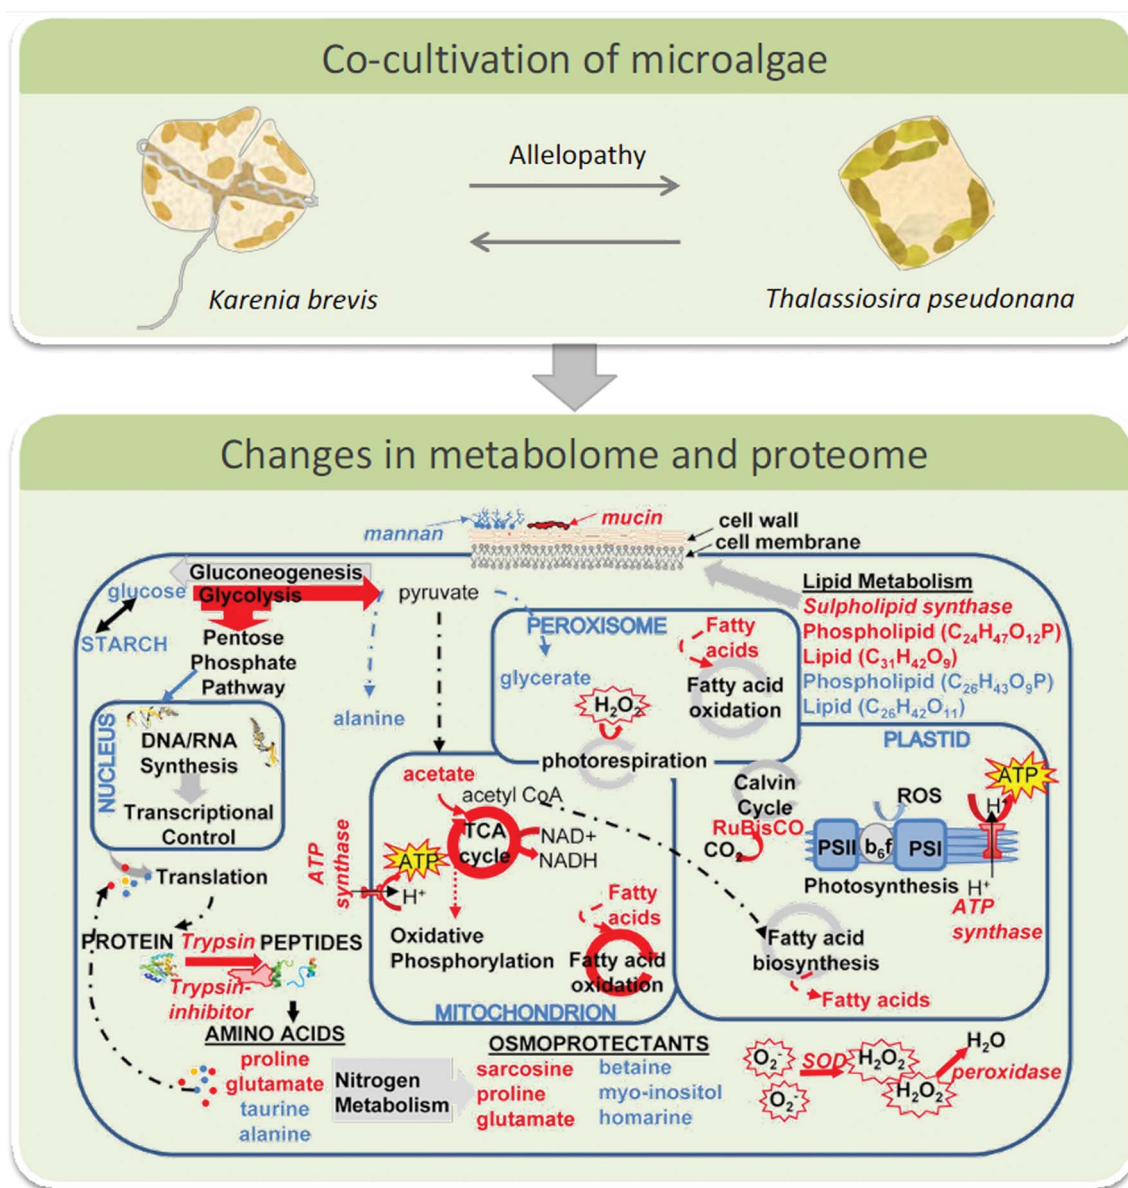 Co-cultivation of microalgae
Allelopathy
Karenia brevis
Thalassiosira pseudonana
Changes in metabolome and proteome
mannan
mucin
cell wall
cell membrane
Gluconeogenesis
glucose
Glycolysis
pyruvate
STARCH
Pentose
Phosphate
Pathway
alanine
PEROXISOME
glycerate
Fatty
acids
Fatty acid
oxidation
H2O2
photorespiration
Lipid Metabolism
Sulpholipid synthase
Phospholipid (C24H47O12P)
Lipid (C31H42O9)
Phospholipid (C26H43O9P)
Lipid (C26H42O11)
NUCLEUS
DNA/RNA
Synthesis
Transcriptional
Control
Translation
PROTEIN
Trypsin
PEPTIDES
Trypsin-
inhibitor
AMINO ACIDS
proline
glutamate
taurine
alanine
Nitrogen
Metabolism
OSMOPROTECTANTS
sarcosine
proline
glutamate
betaine
myo-inositol
homarine
acetate
acetyl CoA
TCA
cycle
NAD+
NADH
ATP
H+
ATP
synthase
Oxidative
Phosphorylation
Fatty
acids
Fatty acid
oxidation
MITOCHONDRION
PLASTID
Calvin
Cycle
RuBisCO
CO2
ROS
ATP
H+
PSII
b6f
PSI
Photosynthesis
H+
ATP
synthase
Fatty acid
biosynthesis
Fatty acids
O2-
O2-
SOD
H2O2
H2O2
H2O
peroxidase